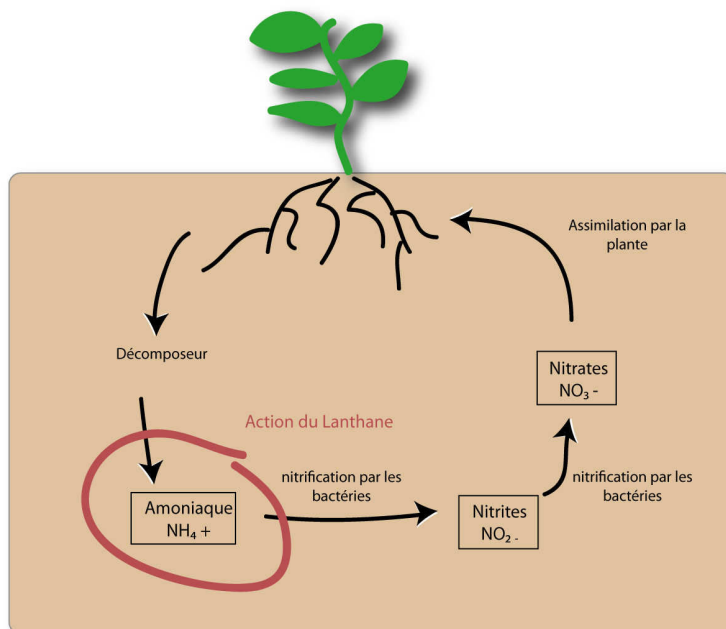 Assimilation par la
plante
Décomposeur
Nitrates
NO₃ -
Action du Lanthane
nitrification par les
bactéries
nitrification par les
bactéries
Amoniaque
NH₄ +
Nitrites
NO₂ -